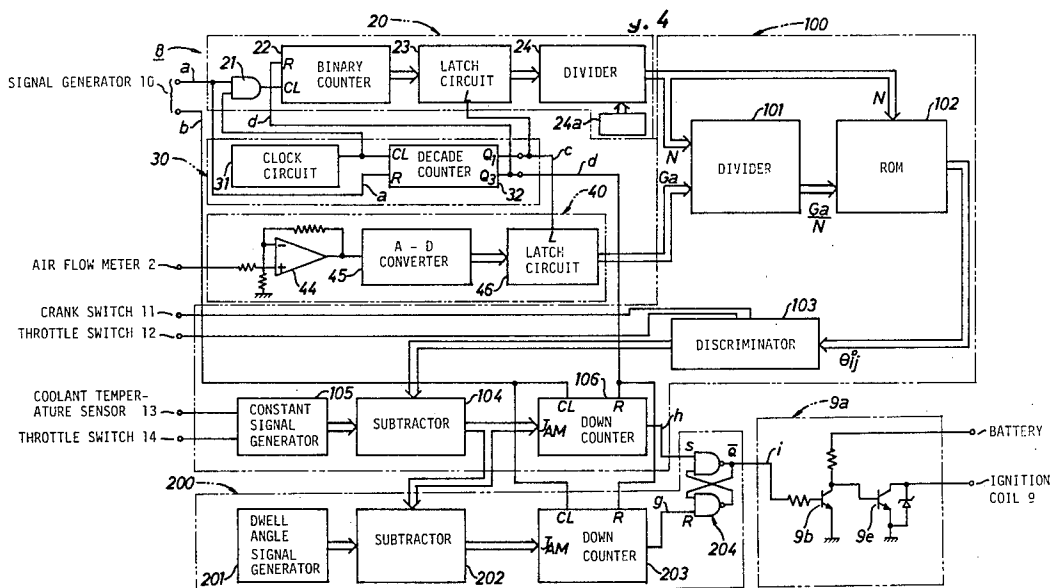 y. 4
20
100
8
22
23
24
SIGNAL GENERATOR 10
a
21
R
CL
BINARY
COUNTER
LATCH
CIRCUIT
L
DIVIDER
N
b
d
24a
101
102
30
CLOCK
CIRCUIT
31
CL
R
DECADE
COUNTER
Q1
Q3
32
c
d
a
N
Ga
DIVIDER
Ga
N
ROM
40
AIR FLOW METER 2
-
+
44
A - D
CONVERTER
45
L
LATCH
CIRCUIT
46
CRANK SWITCH 11
THROTTLE SWITCH 12
103
DISCRIMINATOR
θij
COOLANT TEMPER-
ATURE SENSOR 13
THROTTLE SWITCH 14
105
CONSTANT
SIGNAL
GENERATOR
104
SUBTRACTOR
106
CL
R
JAM
DOWN
COUNTER
h
9a
BATTERY
IGNITION
COIL 9
S
Q̅
i
R
204
9b
9e
200
DWELL
ANGLE
SIGNAL
GENERATOR
201
SUBTRACTOR
202
CL
R
JAM
DOWN
COUNTER
203
g